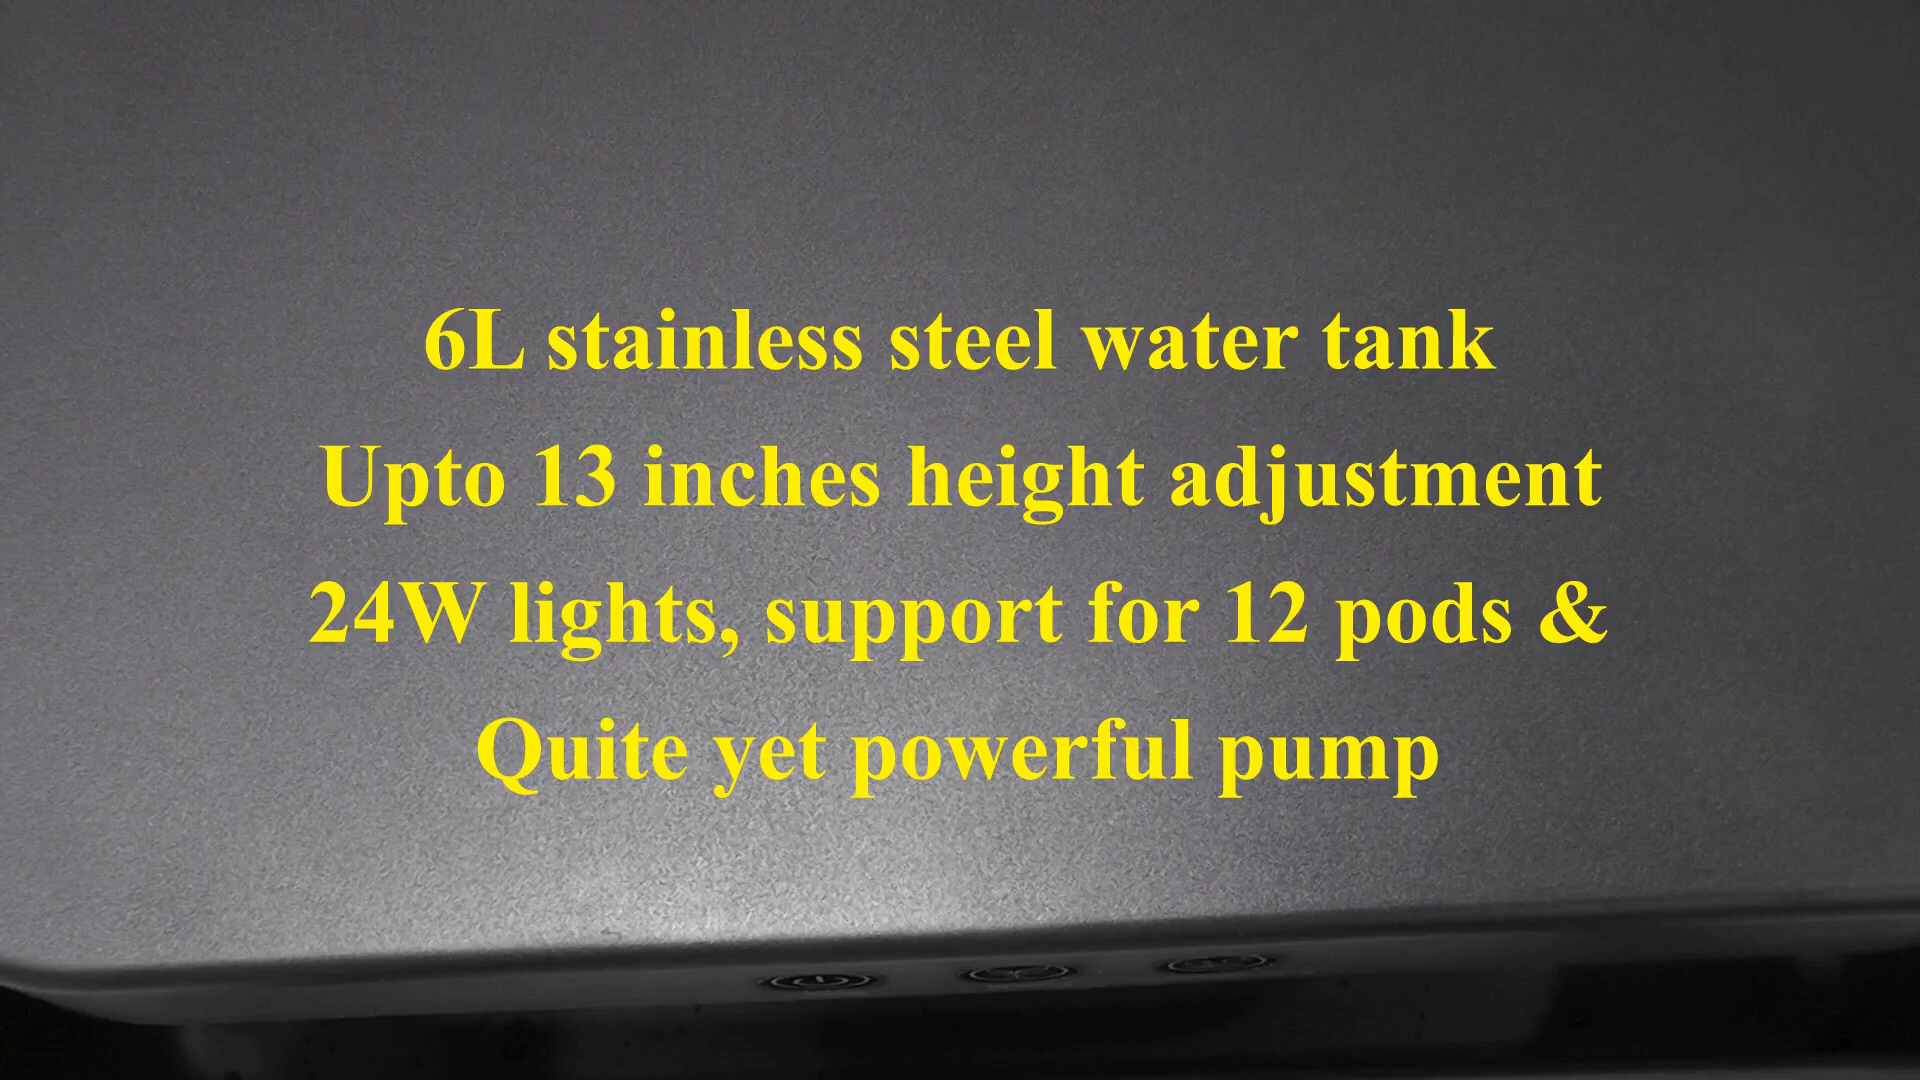 6L stainless steel water tank
Upto 13 inches height adjustment
24W lights, support for 12 pods &
Quite yet powerful pump